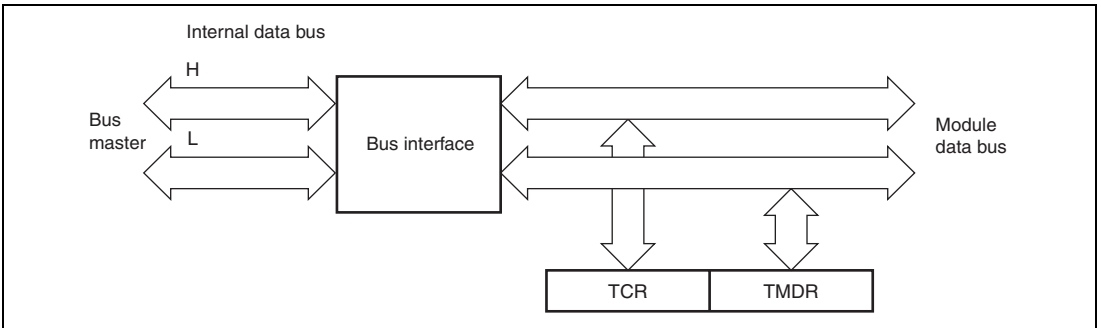 Internal data bus
H
Bus
master
L
Bus interface
Module
data bus
TCR
TMDR